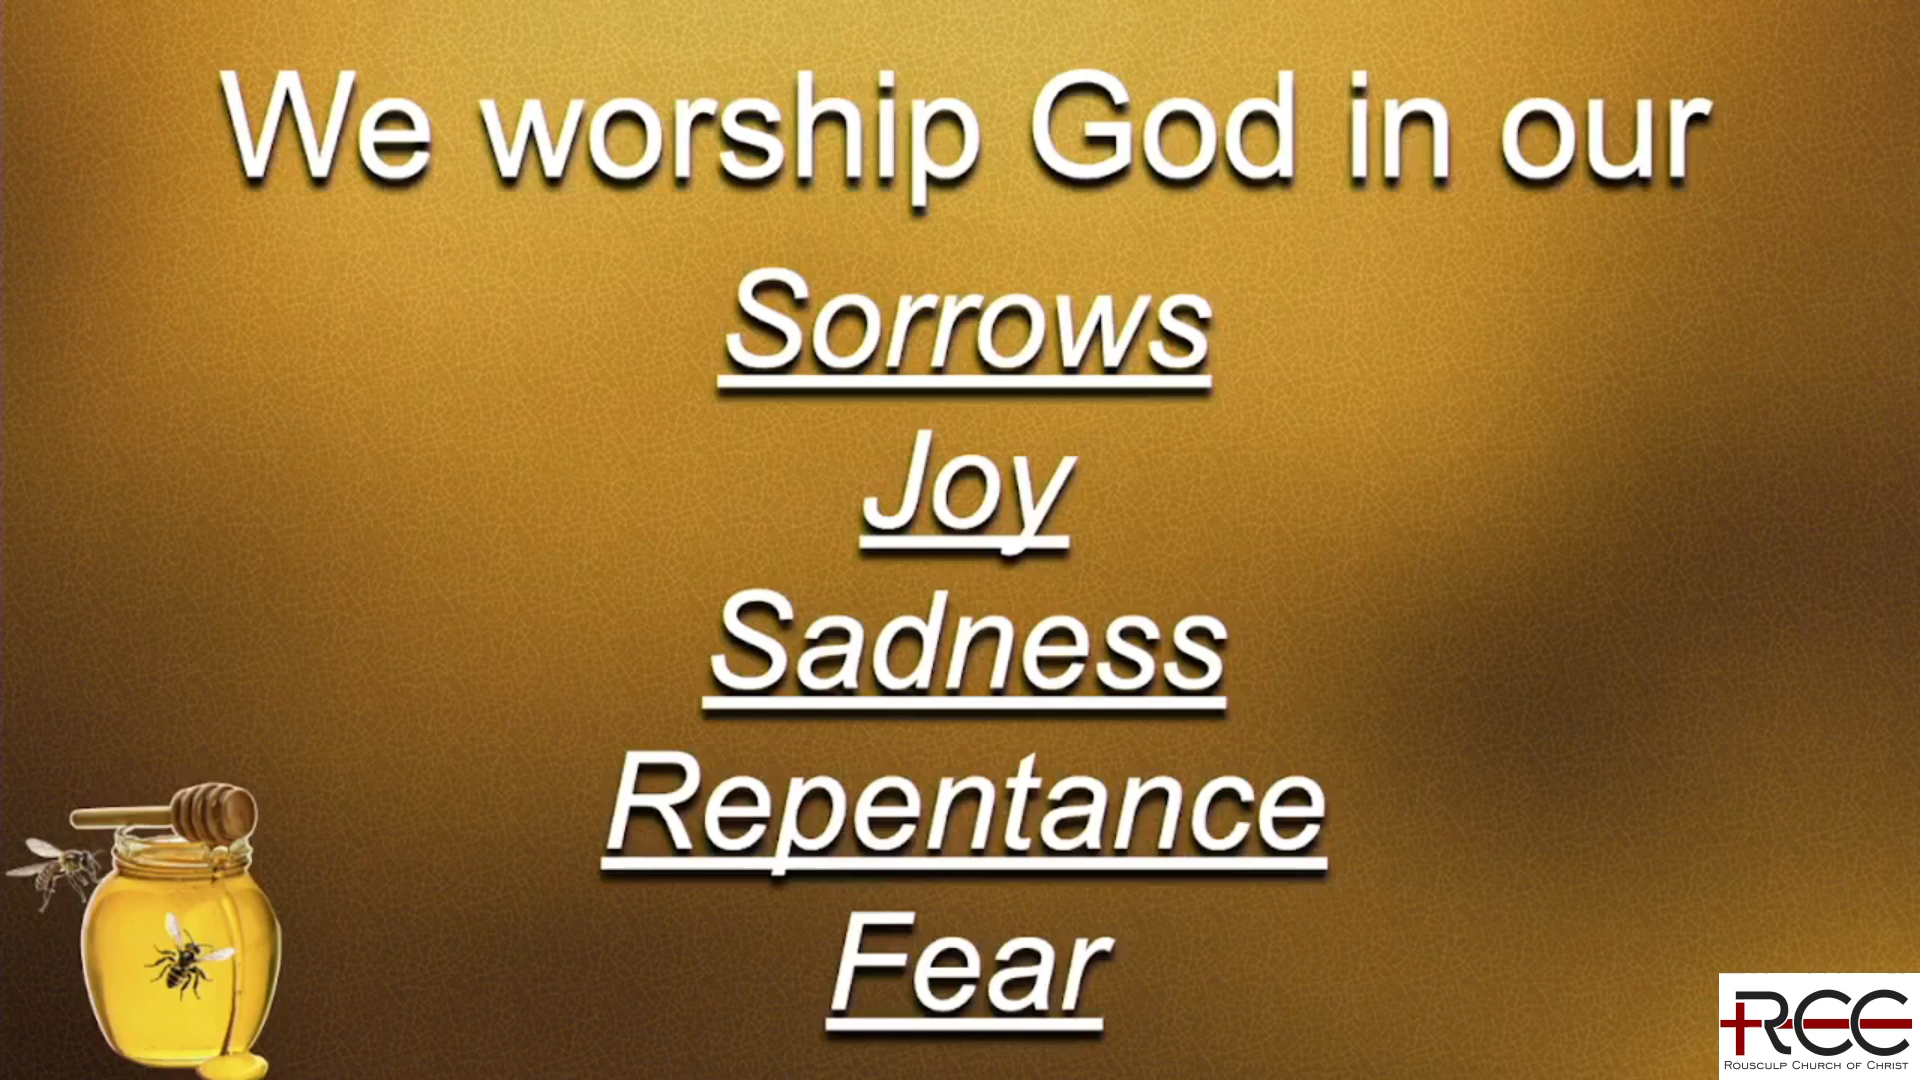 We worship God in our
Sorrows
Joy
Sadness
Repentance
Fear
RCC
Rousculp Church of Christ